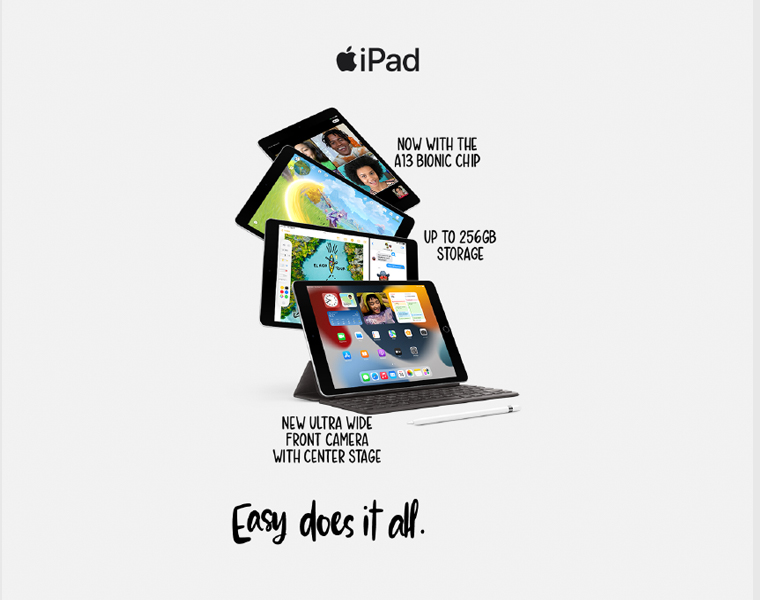 iPad
NOW WITH THE
A13 BIONIC CHIP
UP TO 256GB
STORAGE
NEW ULTRA WIDE
FRONT CAMERA
WITH CENTER STAGE
Easy does it all.